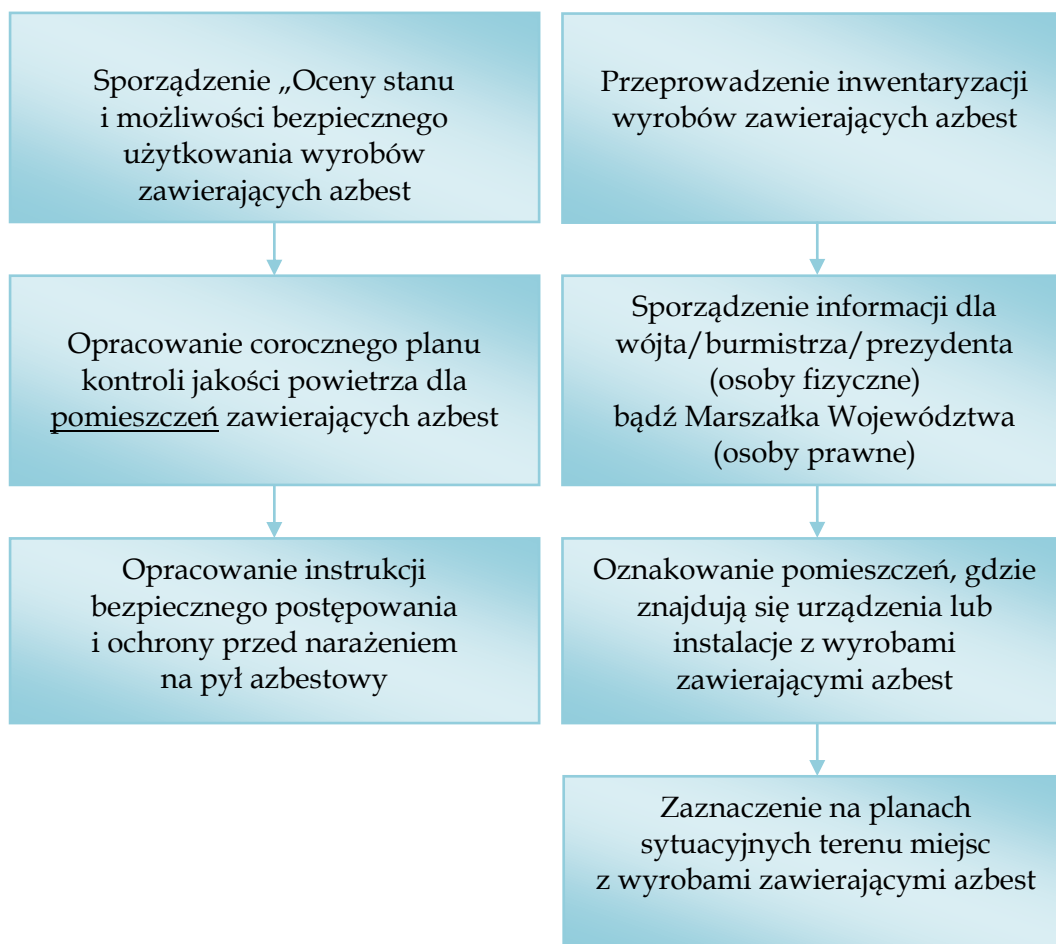 Sporządzenie „Oceny stanu
i możliwości bezpiecznego
użytkowania wyrobów
zawierających azbest
Opracowanie corocznego planu
kontroli jakości powietrza dla
pomieszczeń zawierających azbest
Opracowanie instrukcji
bezpiecznego postępowania
i ochrony przed narażeniem
na pył azbestowy
Przeprowadzenie inwentaryzacji
wyrobów zawierających azbest
Sporządzenie informacji dla
wójta/burmistrza/prezydenta
(osoby fizyczne)
bądź Marszałka Województwa
(osoby prawne)
Oznakowanie pomieszczeń, gdzie
znajdują się urządzenia lub
instalacje z wyrobami
zawierającymi azbest
Zaznaczenie na planach
sytuacyjnych terenu miejsc
z wyrobami zawierającymi azbest